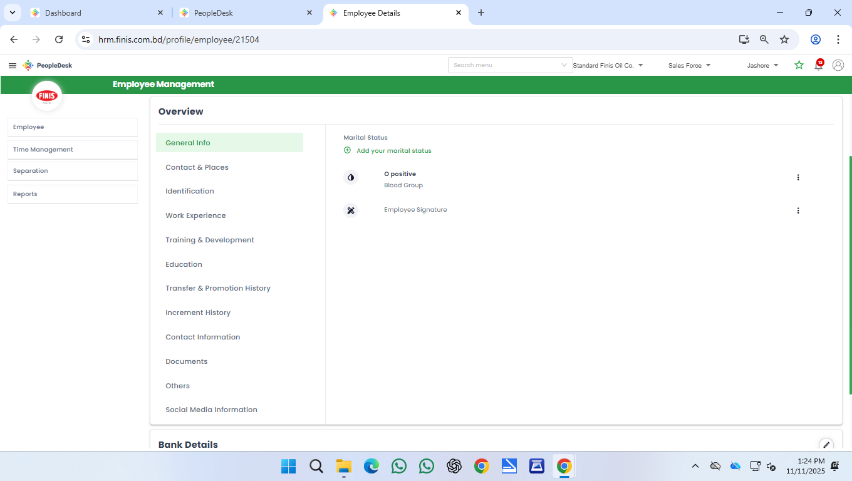 Dashboard
PeopleDesk
Employee Details
hrm.finis.com.bd/profile/employee/21504
PeopleDesk
Search menu
Standard Finis Oil Co.
Sales Force
Jashore
Employee Management
FINIS
Employee
Time Management
Separation
Reports
Overview
General Info
Contact & Places
Identification
Work Experience
Training & Development
Education
Transfer & Promotion History
Increment History
Contact Information
Documents
Others
Social Media Information
Marital Status
Add your marital status
O positive
Blood Group
Employee Signature
Bank Details
1:24 PM
11/11/2025